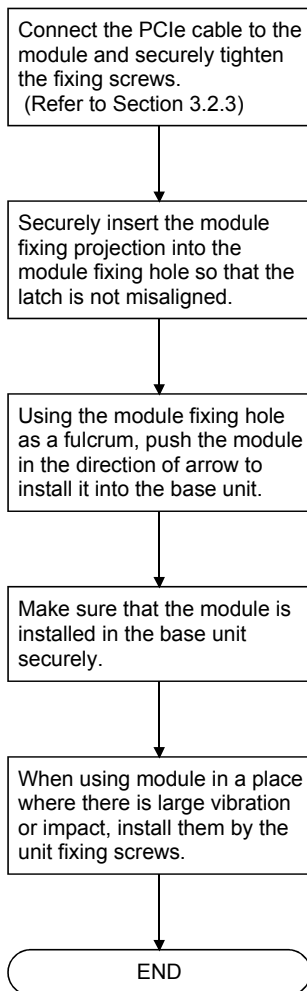 Connect the PCIe cable to the
module and securely tighten
the fixing screws.
(Refer to Section 3.2.3)
Securely insert the module
fixing projection into the
module fixing hole so that the
latch is not misaligned.
Using the module fixing hole
as a fulcrum, push the module
in the direction of arrow to
install it into the base unit.
Make sure that the module is
installed in the base unit
securely.
When using module in a place
where there is large vibration
or impact, install them by the
unit fixing screws.
END